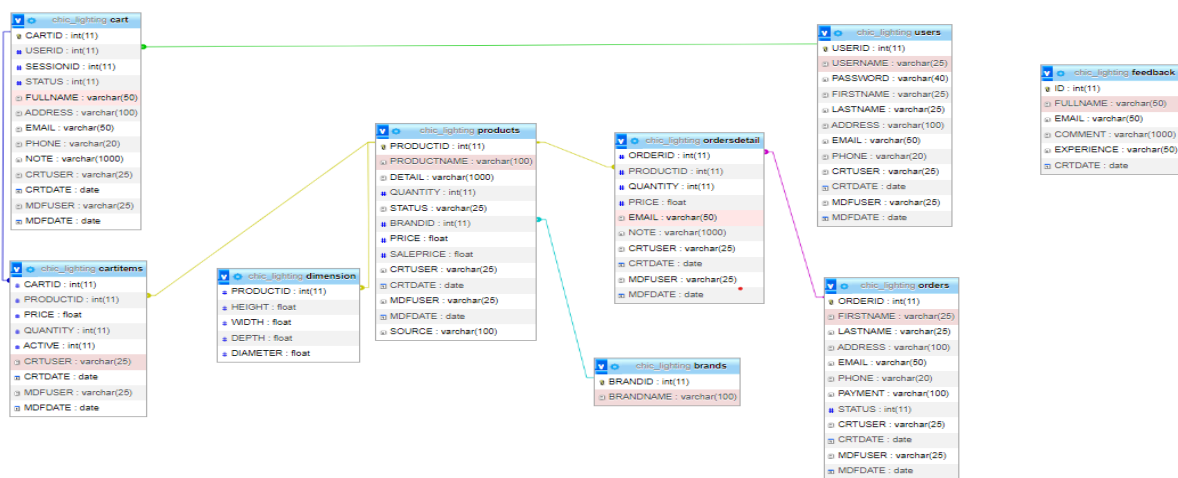 chic_lighting cart
CARTID : int(11)
USERID : int(11)
SESSIONID : int(11)
STATUS : int(11)
FULLNAME : varchar(50)
ADDRESS : varchar(100)
EMAIL : varchar(50)
PHONE : varchar(20)
NOTE : varchar(1000)
CRTUSER : varchar(25)
CRTDATE : date
MDFUSER : varchar(25)
MDFDATE : date
chic_lighting cartitems
CARTID : int(11)
PRODUCTID : int(11)
PRICE : float
QUANTITY : int(11)
ACTIVE : int(11)
CRTUSER : varchar(25)
CRTDATE : date
MDFUSER : varchar(25)
MDFDATE : date
chic_lighting dimension
PRODUCTID : int(11)
HEIGHT : float
WIDTH : float
DEPTH : float
DIAMETER : float
chic_lighting products
PRODUCTID : int(11)
PRODUCTNAME : varchar(100)
DETAIL : varchar(1000)
QUANTITY : int(11)
STATUS : varchar(25)
BRANDID : int(11)
PRICE : float
SALEPRICE : float
CRTUSER : varchar(25)
CRTDATE : date
MDFUSER : varchar(25)
MDFDATE : date
SOURCE : varchar(100)
chic_lighting ordersdetail
ORDERID : int(11)
PRODUCTID : int(11)
QUANTITY : int(11)
PRICE : float
EMAIL : varchar(50)
NOTE : varchar(1000)
CRTUSER : varchar(25)
CRTDATE : date
MDFUSER : varchar(25)
MDFDATE : date
chic_lighting brands
BRANDID : int(11)
BRANDNAME : varchar(100)
chic_lighting users
USERID : int(11)
USERNAME : varchar(25)
PASSWORD : varchar(40)
FIRSTNAME : varchar(25)
LASTNAME : varchar(25)
ADDRESS : varchar(100)
EMAIL : varchar(50)
PHONE : varchar(20)
CRTUSER : varchar(25)
CRTDATE : date
MDFUSER : varchar(25)
MDFDATE : date
chic_lighting orders
ORDERID : int(11)
FIRSTNAME : varchar(25)
LASTNAME : varchar(25)
ADDRESS : varchar(100)
EMAIL : varchar(50)
PHONE : varchar(20)
PAYMENT : varchar(100)
STATUS : int(11)
CRTUSER : varchar(25)
CRTDATE : date
MDFUSER : varchar(25)
MDFDATE : date
chic_lighting feedback
ID : int(11)
FULLNAME : varchar(50)
EMAIL : varchar(50)
COMMENT : varchar(1000)
EXPERIENCE : varchar(50)
CRTDATE : date